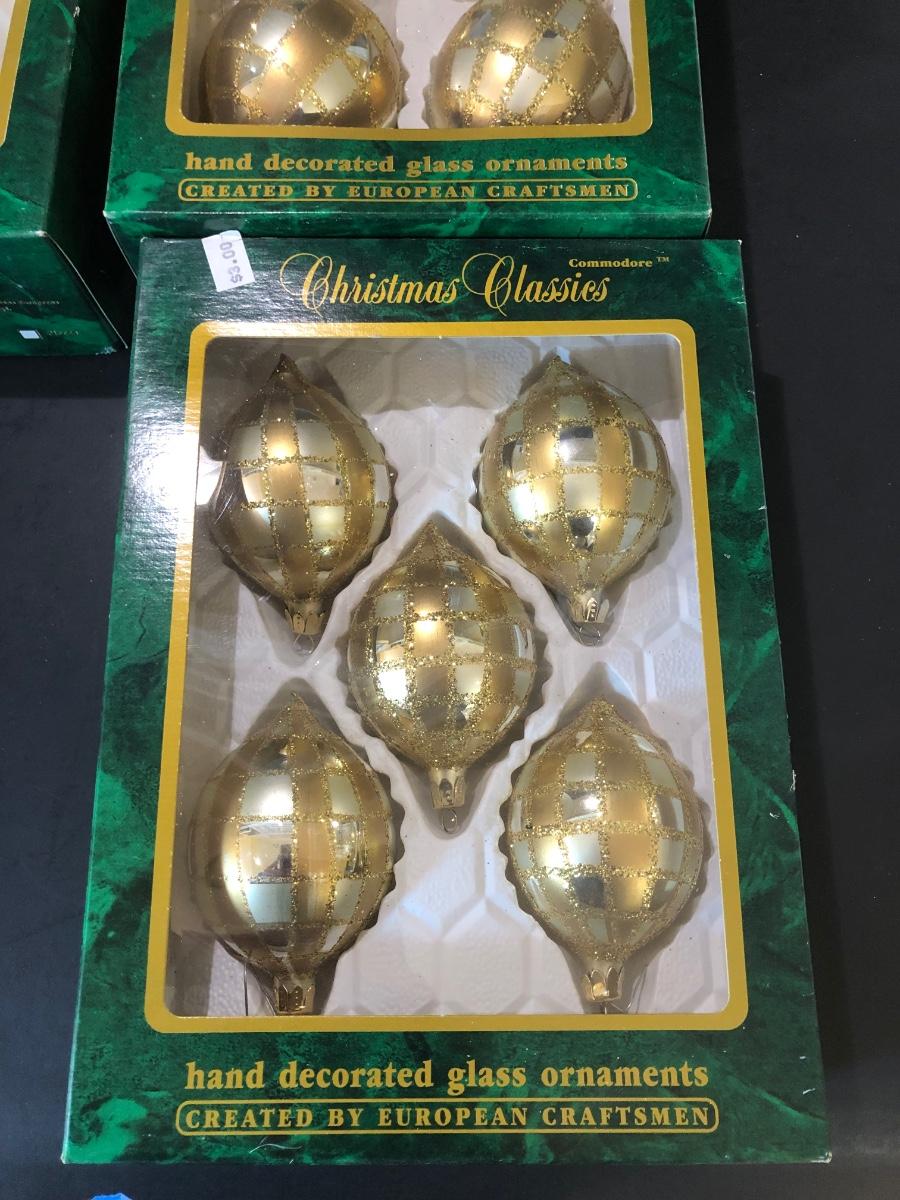 hand decorated glass ornaments
CREATED BY EUROPEAN CRAFTSMEN
$3.00
Commodore™
Christmas Classics
hand decorated glass ornaments
CREATED BY EUROPEAN CRAFTSMEN